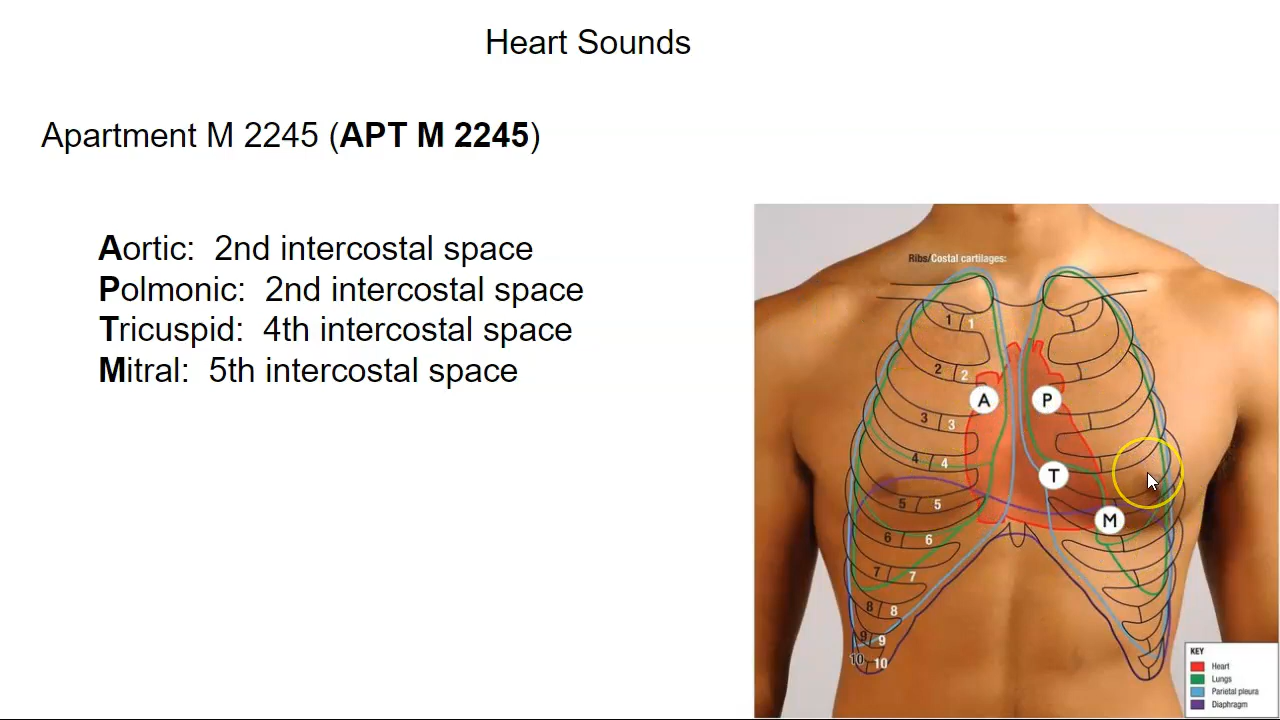 Heart Sounds
Apartment M 2245 (APT M 2245)
Aortic: 2nd intercostal space
Polmonic: 2nd intercostal space
Tricuspid: 4th intercostal space
Mitral: 5th intercostal space
Ribs/Costal cartilages:
1 1
2 2
A P
3 3
4 4
T
5 5
M
6 6
7 7
8 8
9 9
10 10
KEY
Heart
Lungs
Parietal pleura
Diaphragm